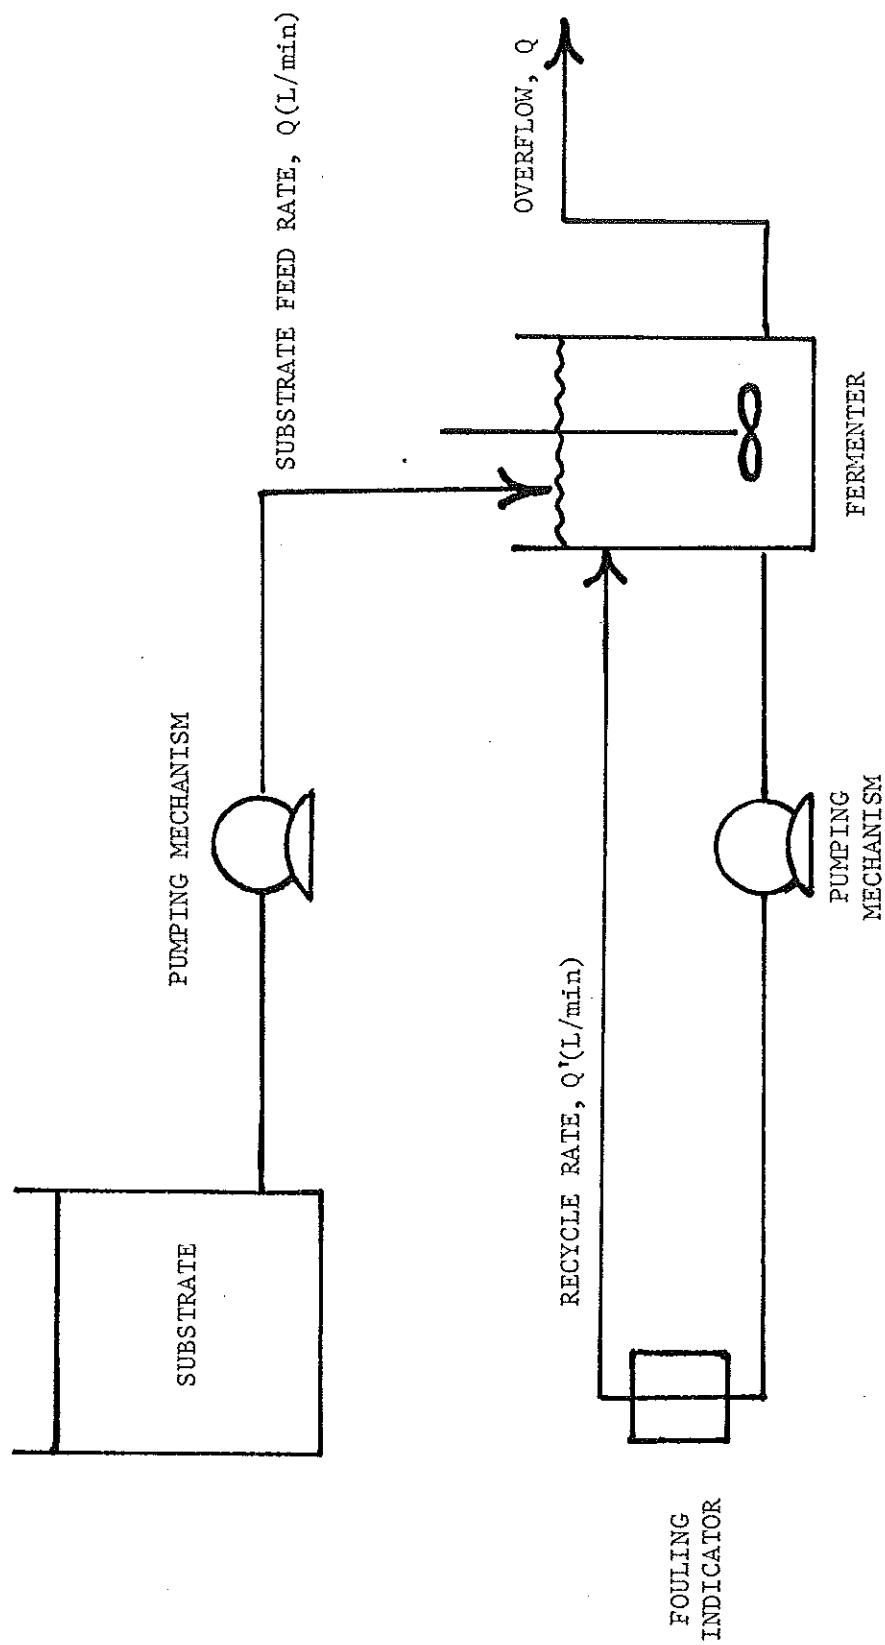 SUBSTRATE FEED RATE, Q(L/min)
PUMPING MECHANISM
SUBSTRATE
OVERFLOW, Q
RECYCLE RATE, Q'(L/min)
FERMENTER
PUMPING
MECHANISM
FOULING
INDICATOR